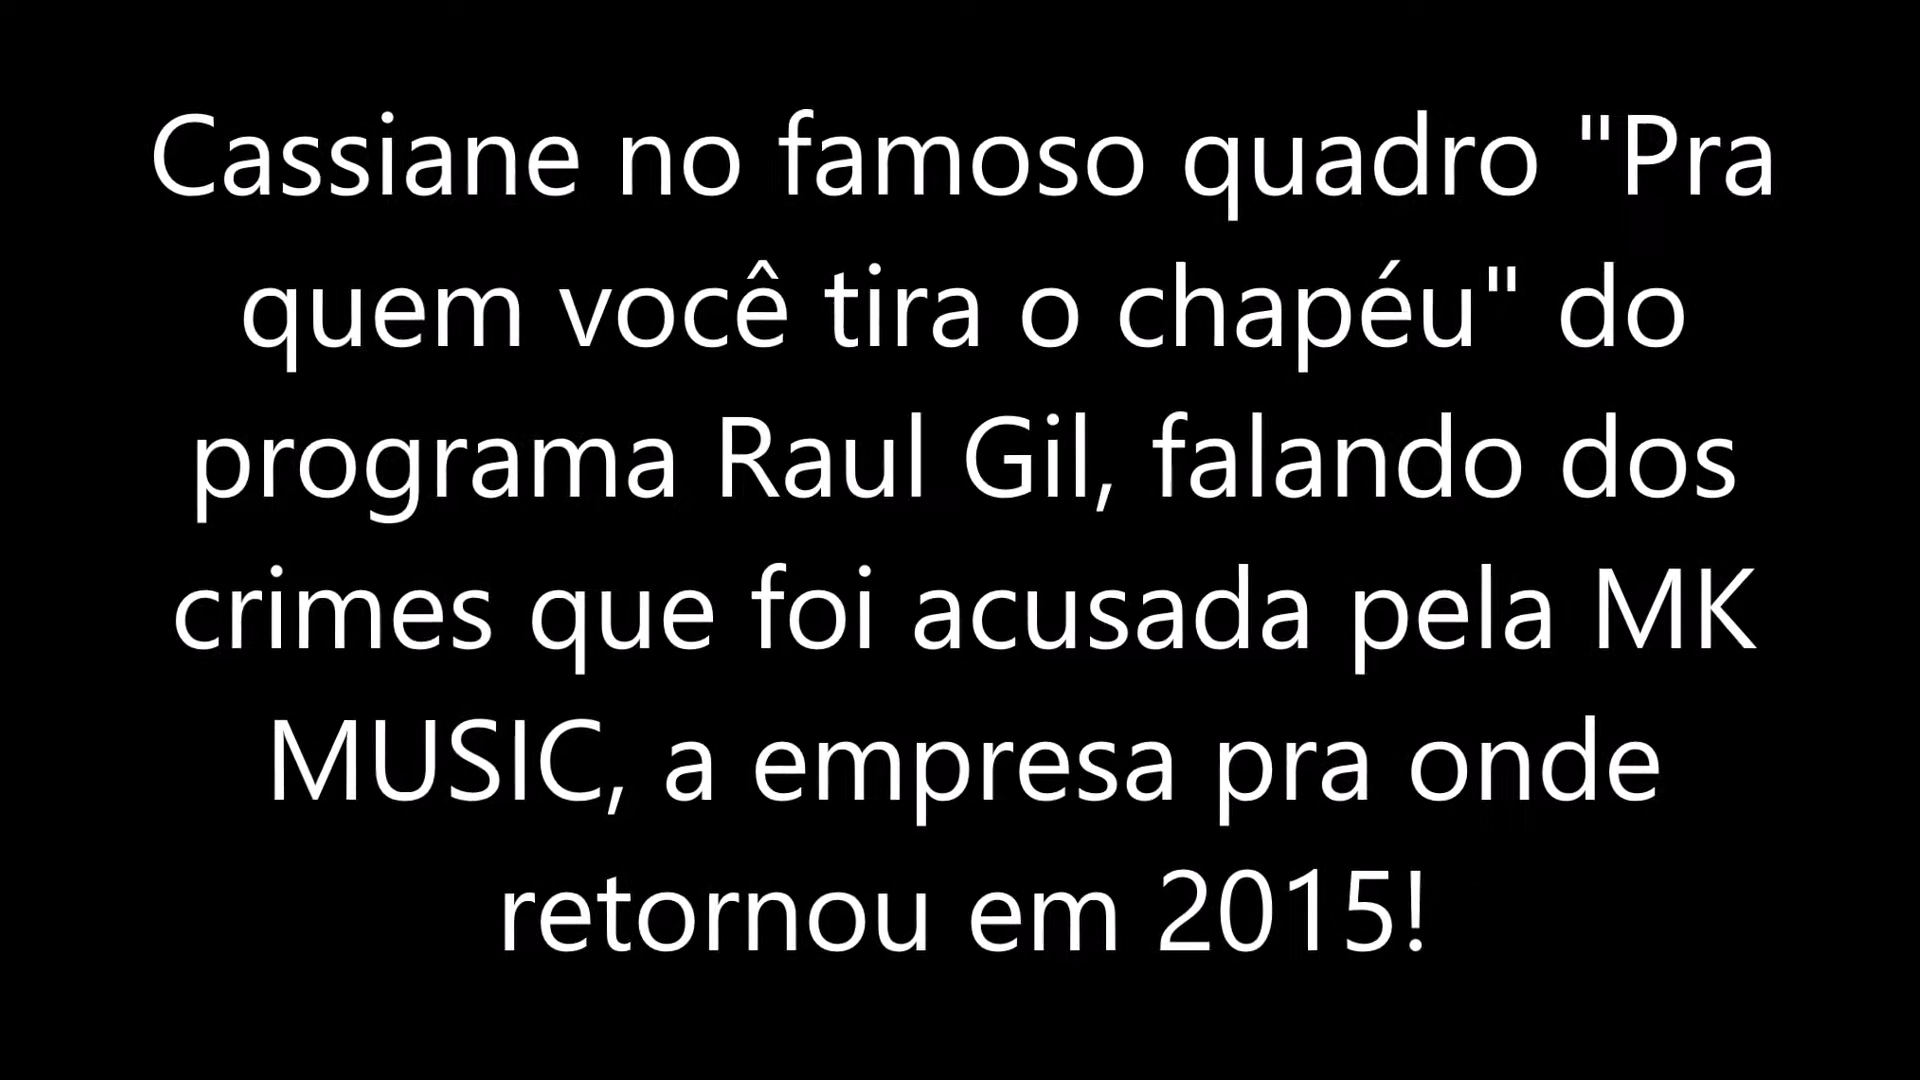 Cassiane no famoso quadro "Pra
quem você tira o chapéu" do
programa Raul Gil, falando dos
crimes que foi acusada pela MK
MUSIC, a empresa pra onde
retornou em 2015!